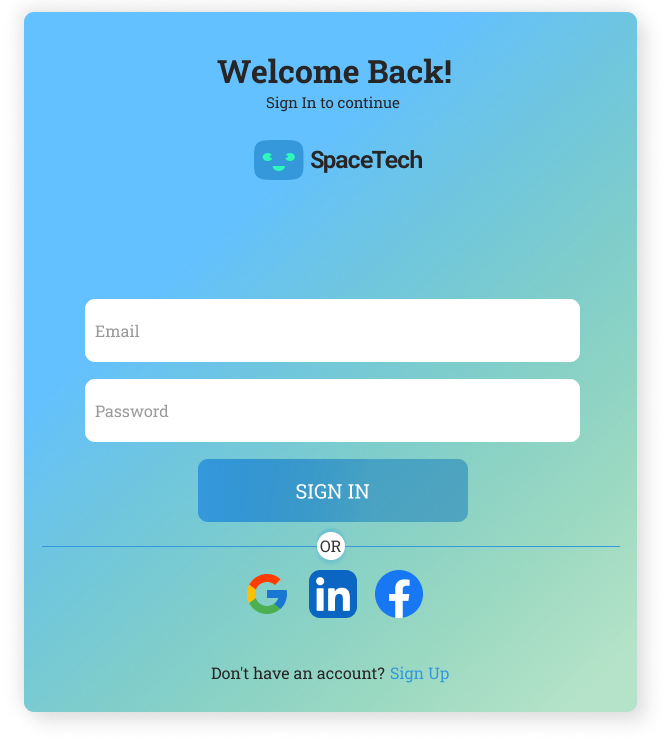 Welcome Back!
Sign In to continue
SpaceTech
Email
Password
SIGN IN
OR
Don't have an account? Sign Up